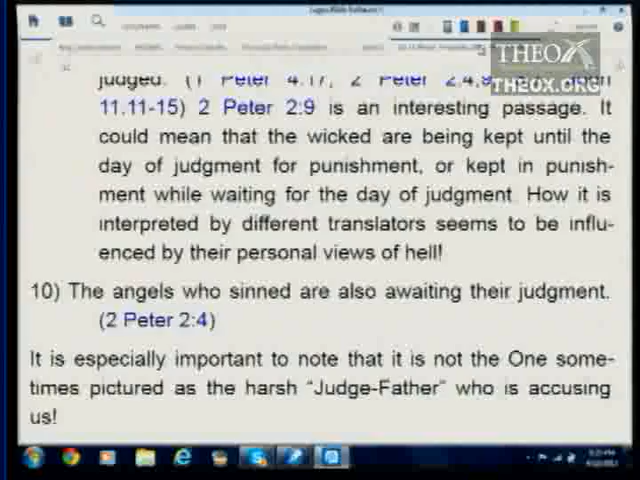 Logos Bible Software
THEOX
THEOX.ORG
judged. (1 Peter 4.17, 2 Peter 2,4,9
11.11-15) 2 Peter 2:9 is an interesting passage. It
could mean that the wicked are being kept until the
day of judgment for punishment, or kept in punish-
ment while waiting for the day of judgment. How it is
interpreted by different translators seems to be influ-
enced by their personal views of hell!
10) The angels who sinned are also awaiting their judgment.
(2 Peter 2:4)
It is especially important to note that it is not the One some-
times pictured as the harsh “Judge-Father” who is accusing
us!